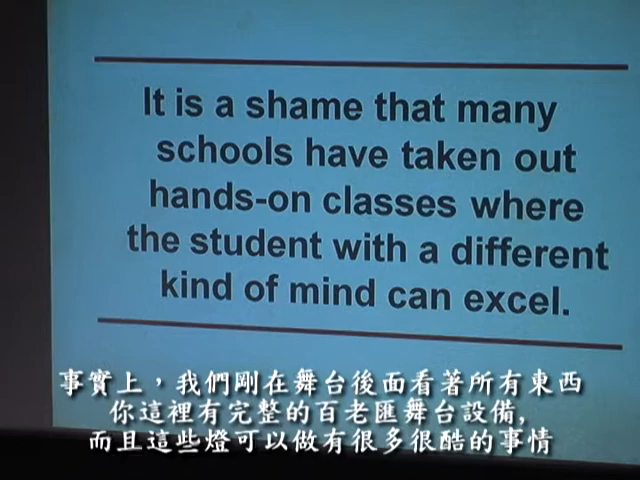 It is a shame that many
schools have taken out
hands-on classes where
the student with a different
kind of mind can excel.
事實上，我們剛在舞台後面看著所有東西
你這裡有完整的百老匯舞台設備,
而且這些燈可以做有很多很酷的事情